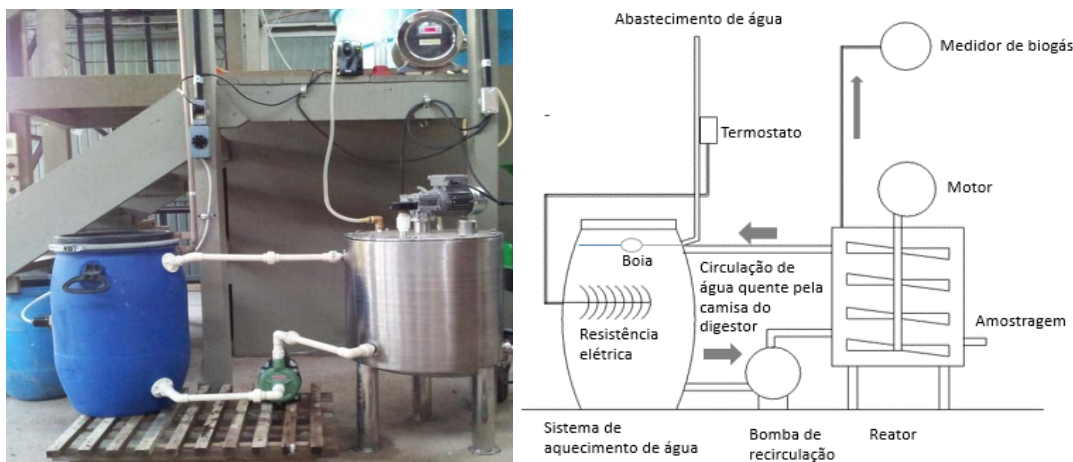 Abastecimento de água
Medidor de biogás
Termostato
Motor
Boia
Circulação de
água quente pela
camisa do
digestor
Resistência
elétrica
Amostragem
Sistema de
aquecimento de água
Bomba de
recirculação
Reator